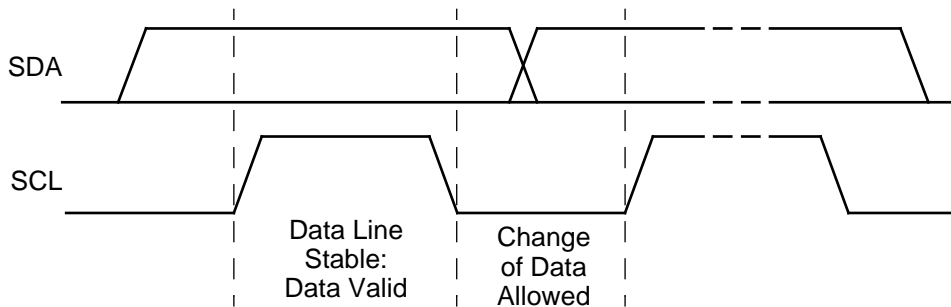 SDA
SCL
Data Line
Stable:
Data Valid
Change
of Data
Allowed